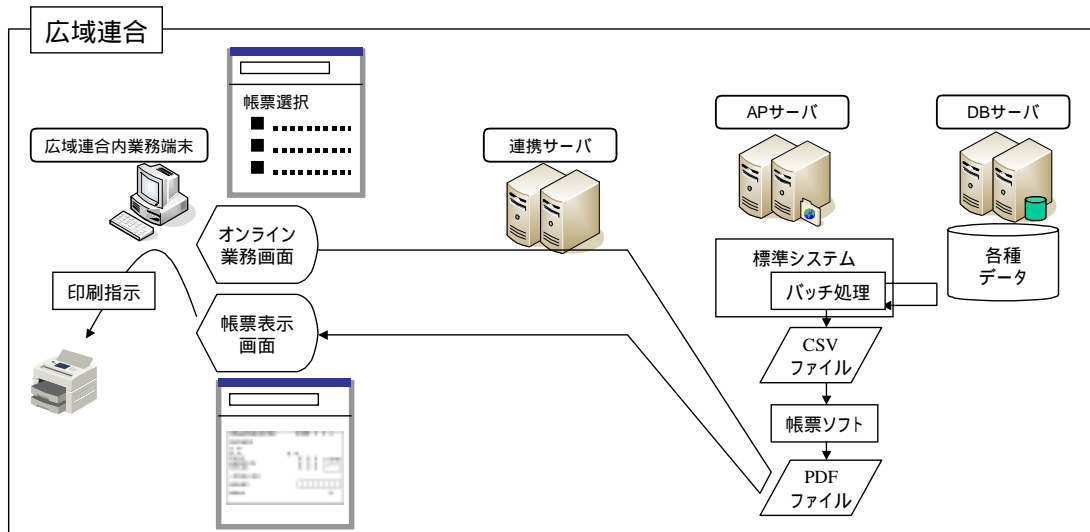 広域連合
帳票選択
広域連合内業務端末
連携サーバ
APサーバ
DBサーバ
オンライン
業務画面
標準システム
バッチ処理
各種
データ
印刷指示
帳票表示
画面
CSV
ファイル
帳票ソフト
PDF
ファイル